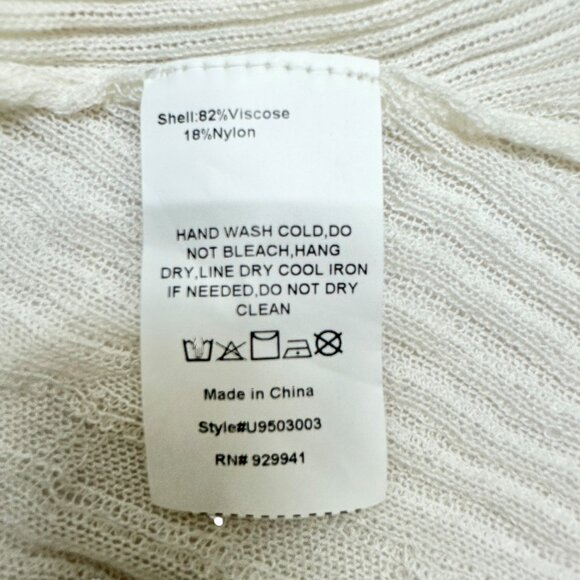 Shell:82%Viscose
18%Nylon
HAND WASH COLD,DO
NOT BLEACH,HANG
DRY,LINE DRY COOL IRON
IF NEEDED,DO NOT DRY
CLEAN
Made in China
Style#U9503003
RN# 929941